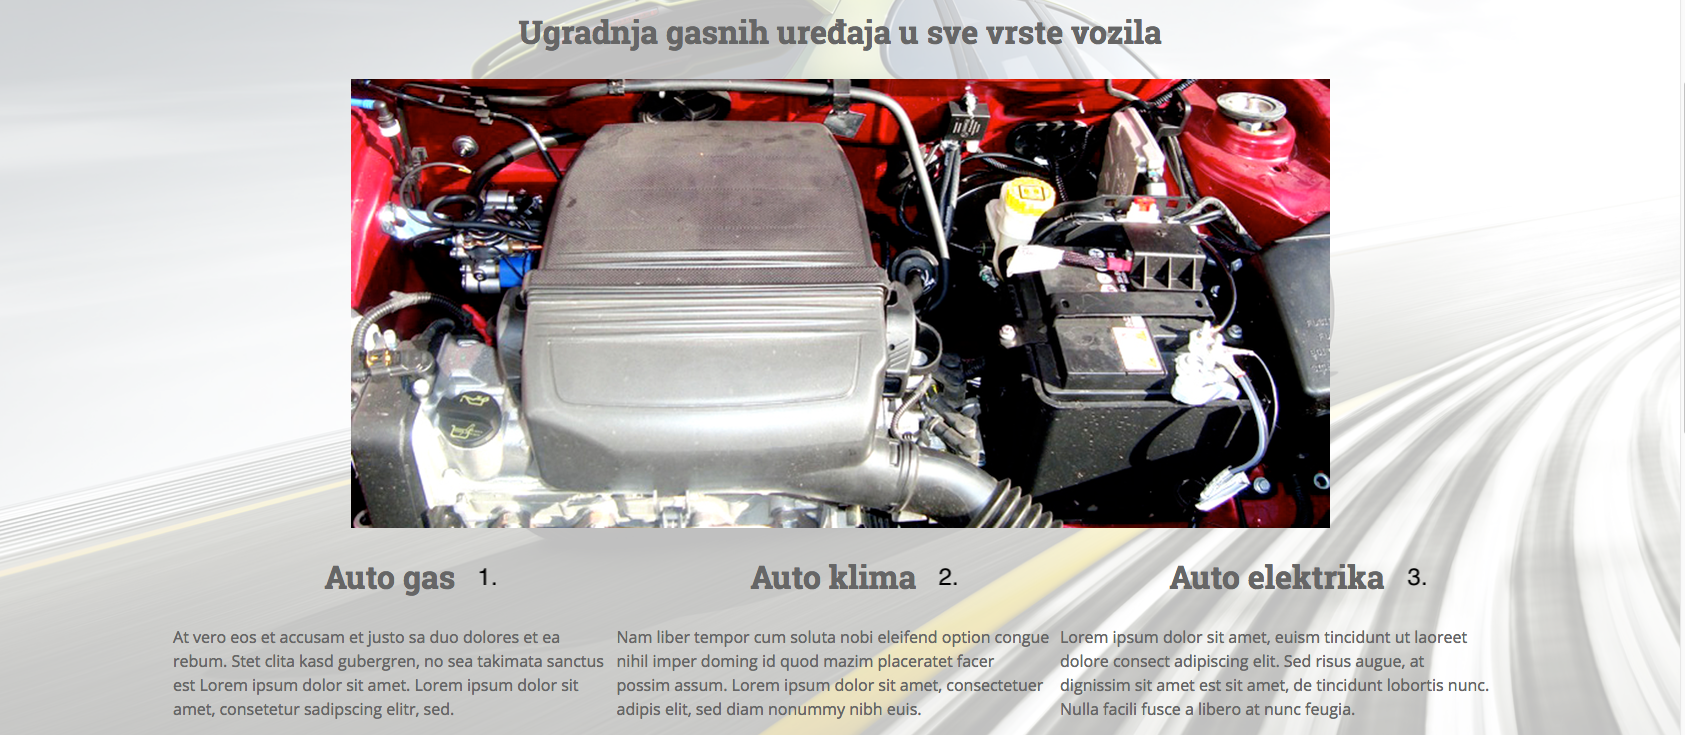 Ugradnja gasnih uređaja u sve vrste vozila
Auto gas 1.
At vero eos et accusam et justo sa duo dolores et ea
rebum. Stet clita kasd gubergren, no sea takimata sanctus
est Lorem ipsum dolor sit amet. Lorem ipsum dolor sit
amet, consetetur sadipscing elitr, sed.
Auto klima 2.
Nam liber tempor cum soluta nobi eleifend option congue
nihil imper doming id quod mazim placeratet facer
possim assum. Lorem ipsum dolor sit amet, consectetuer
adipis elit, sed diam nonummy nibh euis.
Auto elektrika 3.
Lorem ipsum dolor sit amet, euism tincidunt ut laoreet
dolore consect adipiscing elit. Sed risus augue, at
dignissim sit amet est sit amet, de tincidunt lobortis nunc.
Nulla facili fusce a libero at nunc feugia.